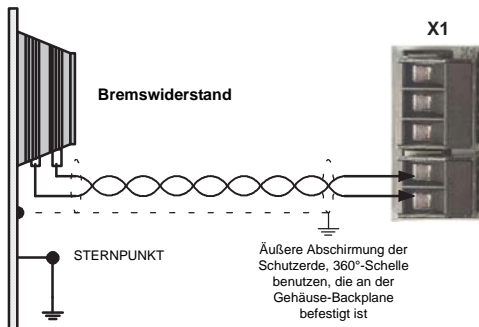 X1
Bremswiderstand
STERNPUNKT
Äußere Abschirmung der
Schutzerde, 360°-Schelle
benutzen, die an der
Gehäuse-Backplane
befestigt ist